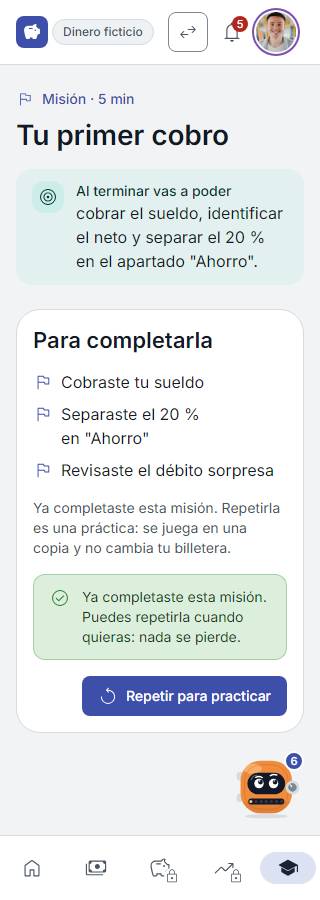 Dinero ficticio
5
Misión · 5 min
Tu primer cobro
Al terminar vas a poder
cobrar el sueldo, identificar
el neto y separar el 20 %
en el apartado "Ahorro".
Para completarla
Cobraste tu sueldo
Separaste el 20 %
en "Ahorro"
Revisaste el débito sorpresa
Ya completaste esta misión. Repetirla
es una práctica: se juega en una
copia y no cambia tu billetera.
Ya completaste esta misión.
Puedes repetirla cuando
quieras: nada se pierde.
Repetir para practicar
6